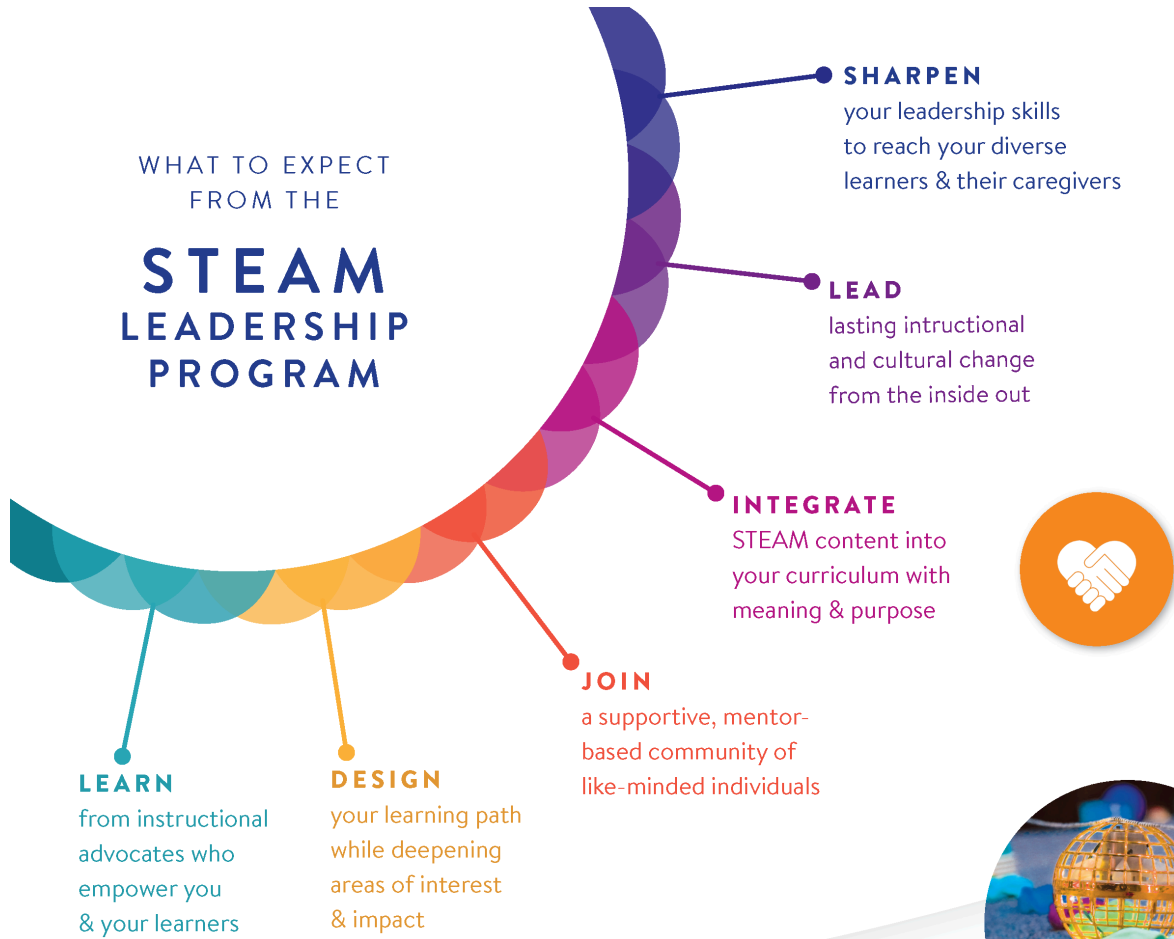 WHAT TO EXPECT
FROM THE
STEAM
LEADERSHIP
PROGRAM
SHARPEN
your leadership skills
to reach your diverse
learners & their caregivers
LEAD
lasting intructional
and cultural change
from the inside out
INTEGRATE
STEAM content into
your curriculum with
meaning & purpose
JOIN
a supportive, mentor-
based community of
like-minded individuals
DESIGN
your learning path
while deepening
areas of interest
& impact
LEARN
from instructional
advocates who
empower you
& your learners